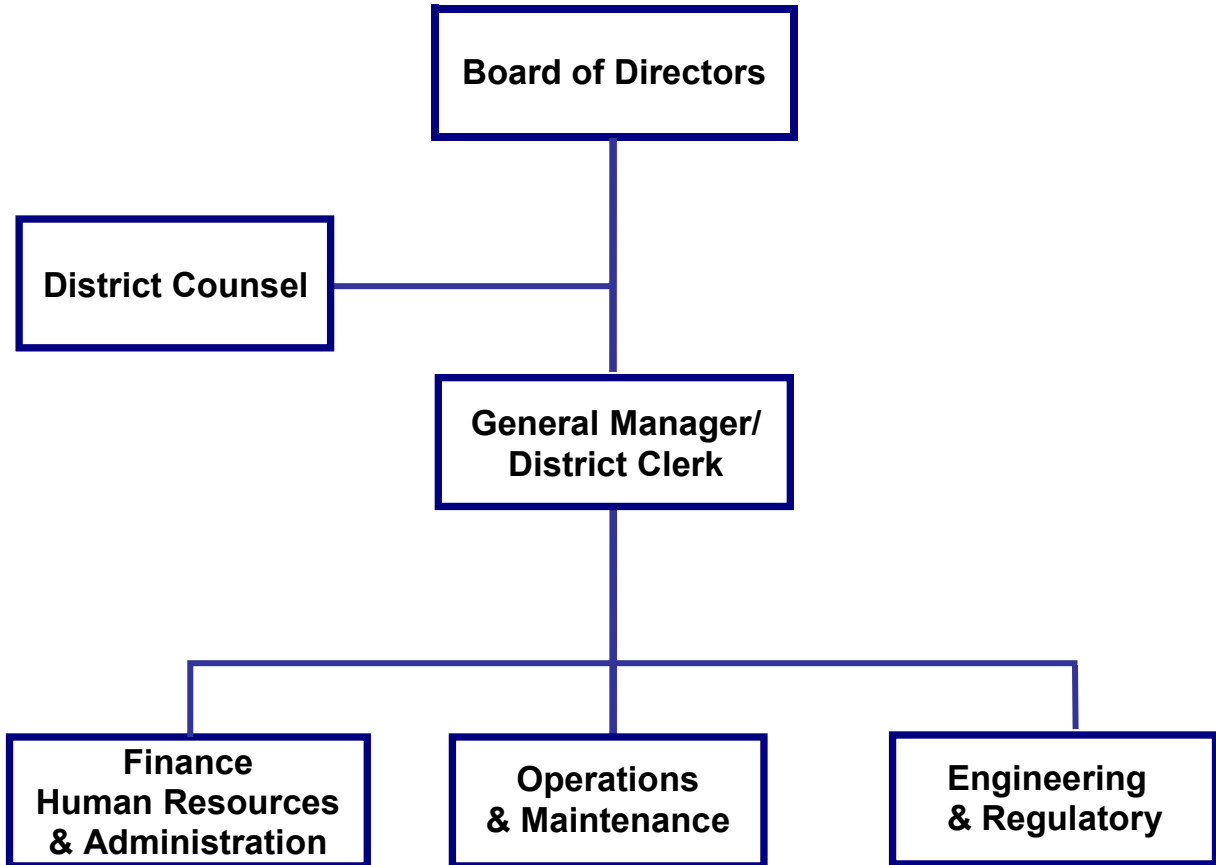 Board of Directors
District Counsel
General Manager/
District Clerk
Finance
Human Resources
& Administration
Operations
& Maintenance
Engineering
& Regulatory